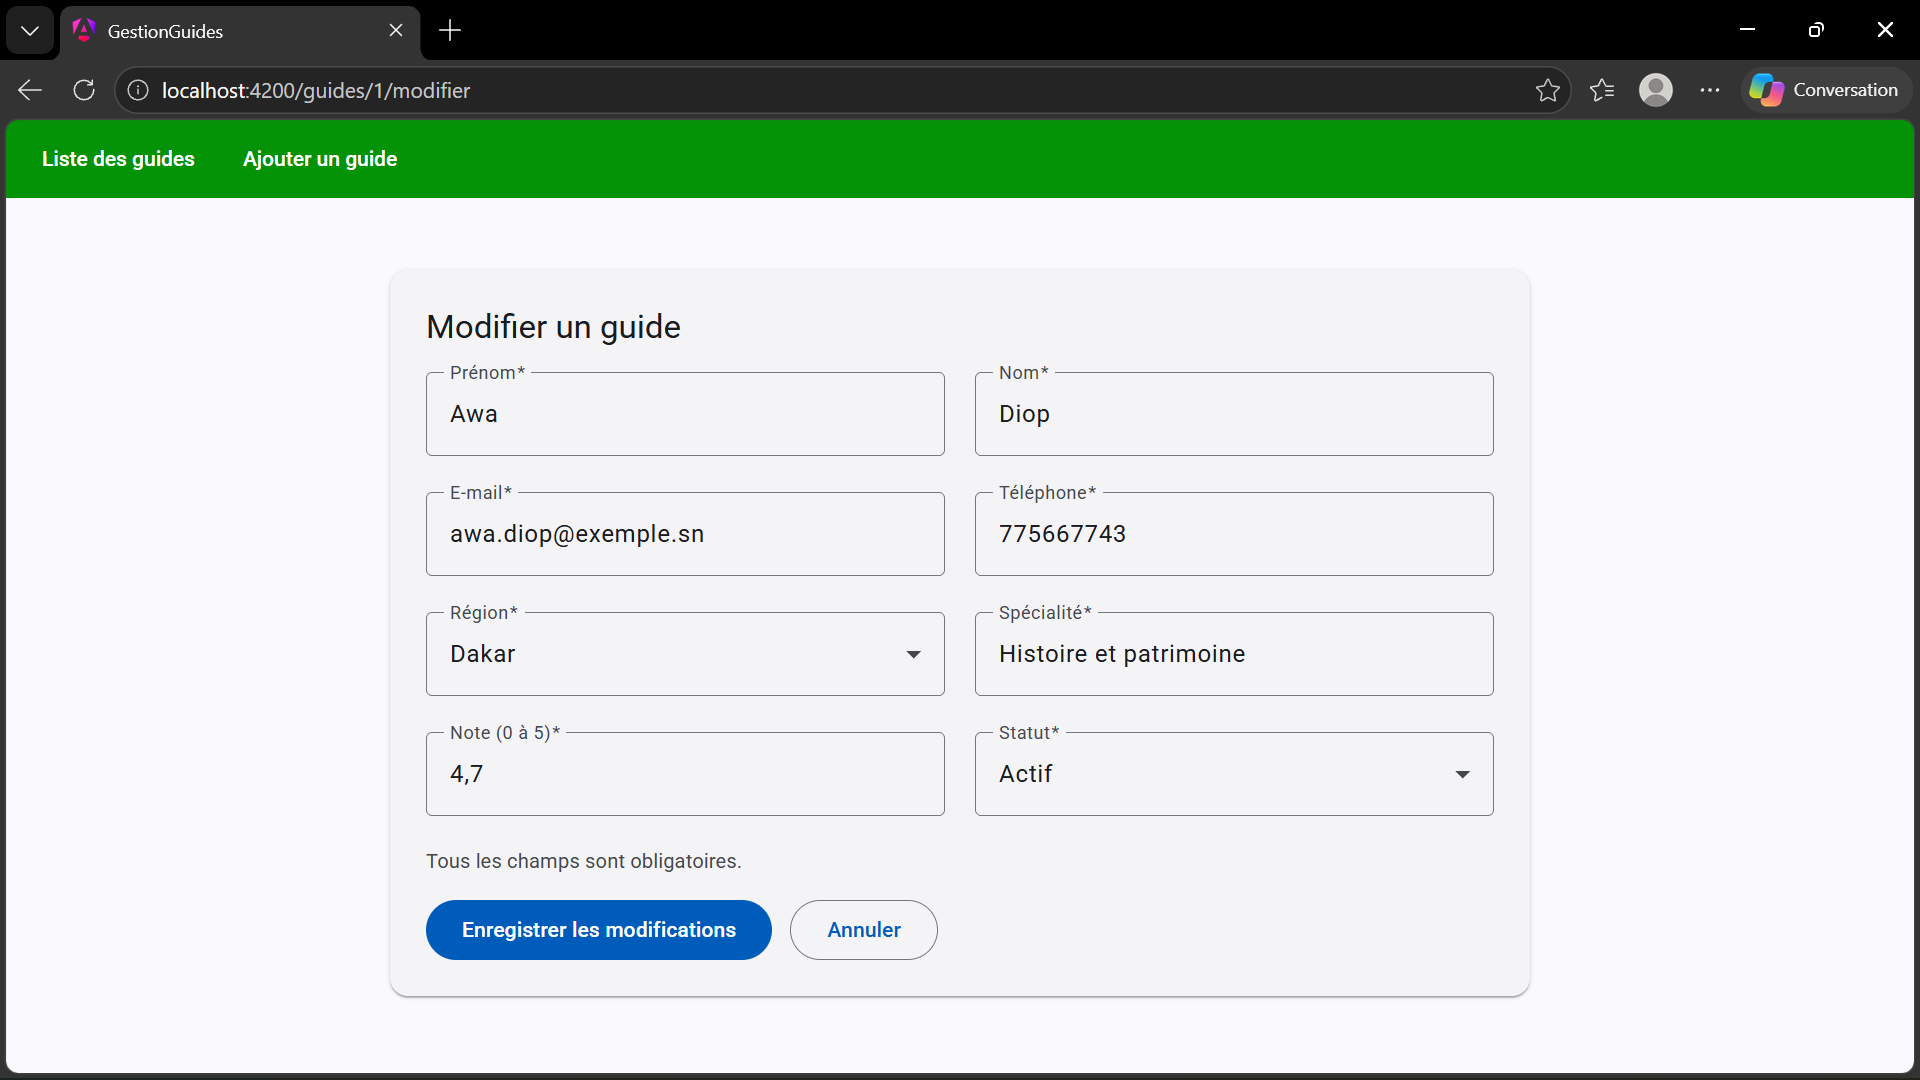 GestionGuides
localhost:4200/guides/1/modifier
Conversation
Liste des guides Ajouter un guide
Modifier un guide
Prénom* Nom*
Awa Diop
E-mail* Téléphone*
awa.diop@exemple.sn 775667743
Région* Spécialité*
Dakar Histoire et patrimoine
Note (0 à 5)* Statut*
4,7 Actif
Tous les champs sont obligatoires.
Enregistrer les modifications Annuler